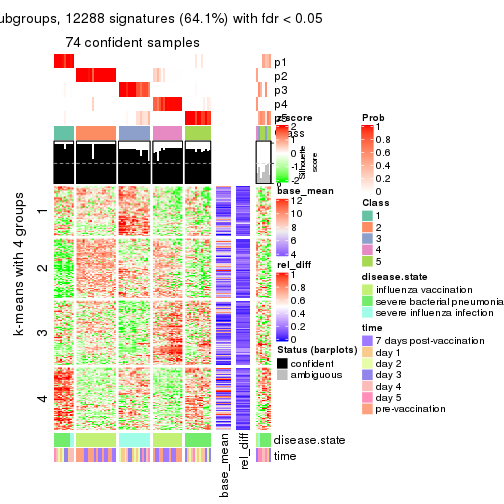 ubgroups, 12288 signatures (64.1%) with fdr < 0.05
74 confident samples
p1
p2
p3
p4
z-score
2
1
0
-1
-2
Silhouette
score
k-means with 4 groups
1
2
3
4
base_mean
12
10
8
6
4
rel_diff
1
0.8
0.6
0.4
0.2
0
Status (barplots)
confident
ambiguous
Prob
1
0.8
0.6
0.4
0.2
0
Class
1
2
3
4
5
disease.state
influenza vaccination
severe bacterial pneumonia
severe influenza infection
time
7 days post-vaccination
day 1
day 2
day 3
day 4
day 5
pre-vaccination
disease.state
time
base_mean
rel_diff